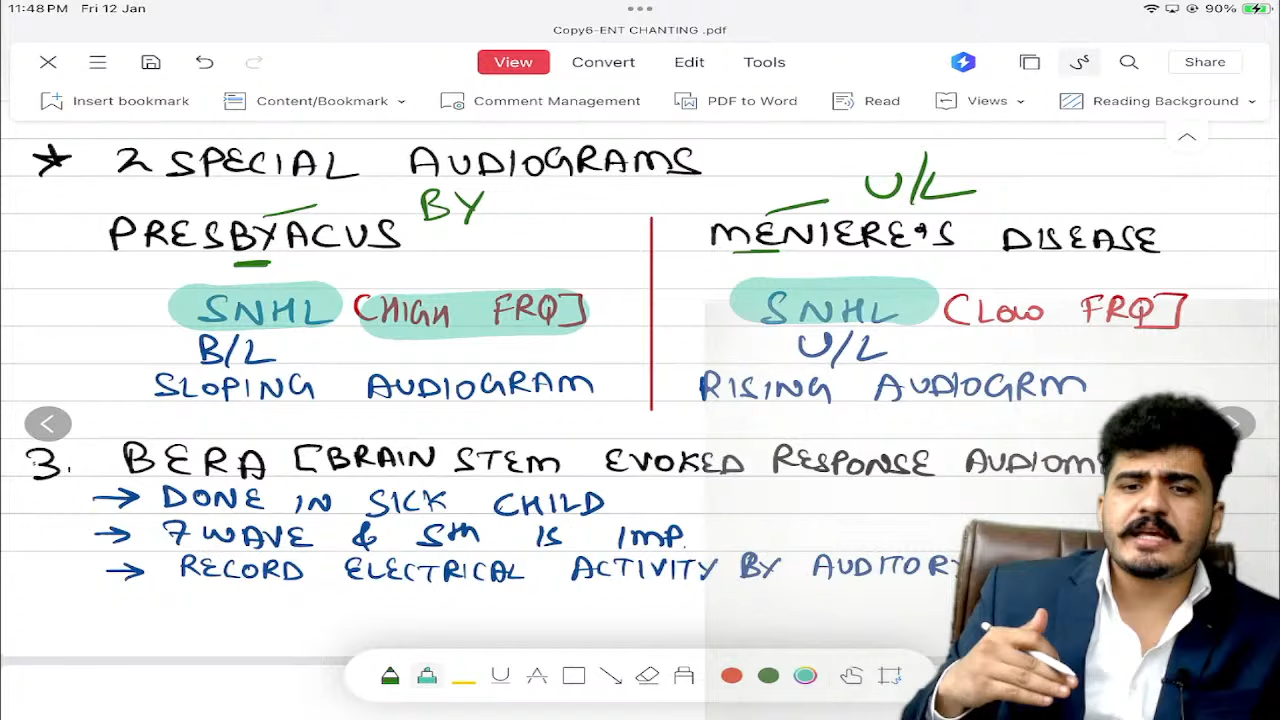 11:48 PM Fri 12 Jan
90%
Copy6-ENT CHANTING .pdf
View Convert Edit Tools
Share
Insert bookmark Content/Bookmark Comment Management PDF to Word Read Views Reading Background
★ 2 SPECIAL AUDIOGRAMS
BY
U/L
PRESBYACUS
MENIERE'S DISEASE
SNHL [HIGH FRQ]
SNHL [LOW FRQ]
B/L
U/L
SLOPING AUDIOGRAM
RISING AUDIOGRM
3. BERA [BRAIN STEM EVOKED RESPONSE AUDIOM
→ DONE IN SICK CHILD
→ 7 WAVE & 5th IS IMP.
→ RECORD ELECTRICAL ACTIVITY BY AUDITORY